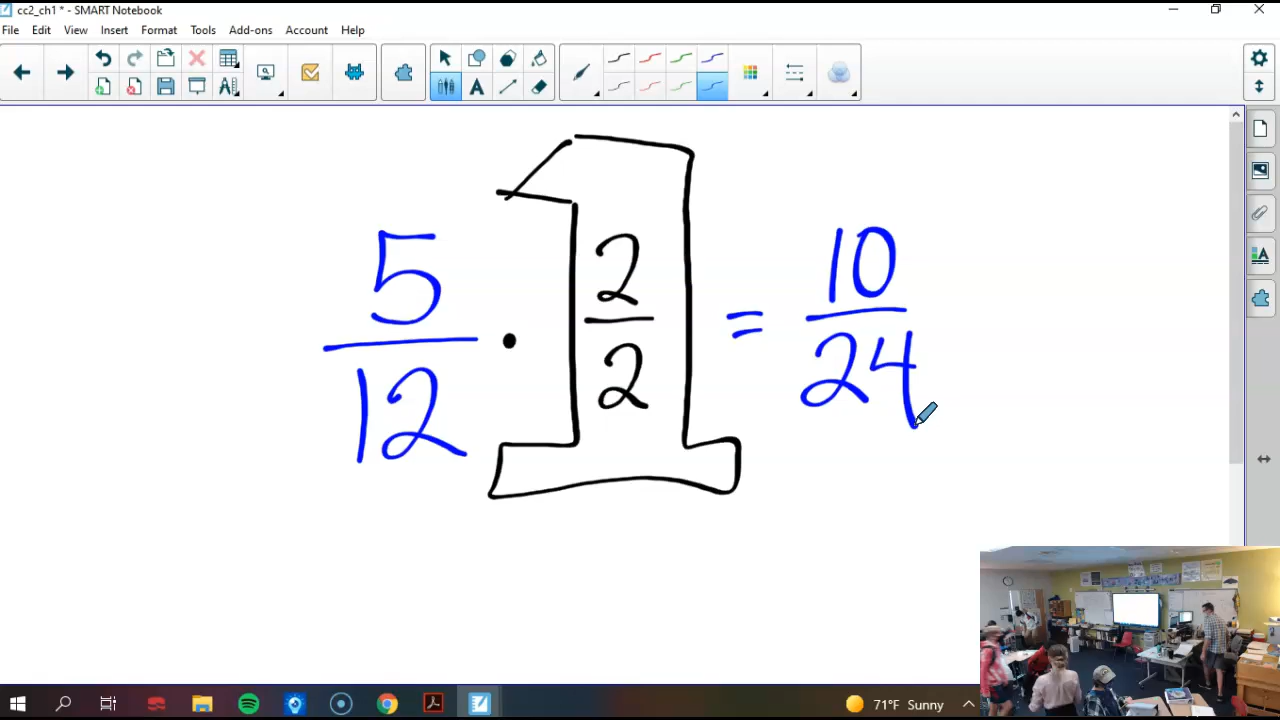 cc2_ch1 * - SMART Notebook
File Edit View Insert Format Tools Add-ons Account Help
5/12 · 2/2 = 10/24
71°F Sunny